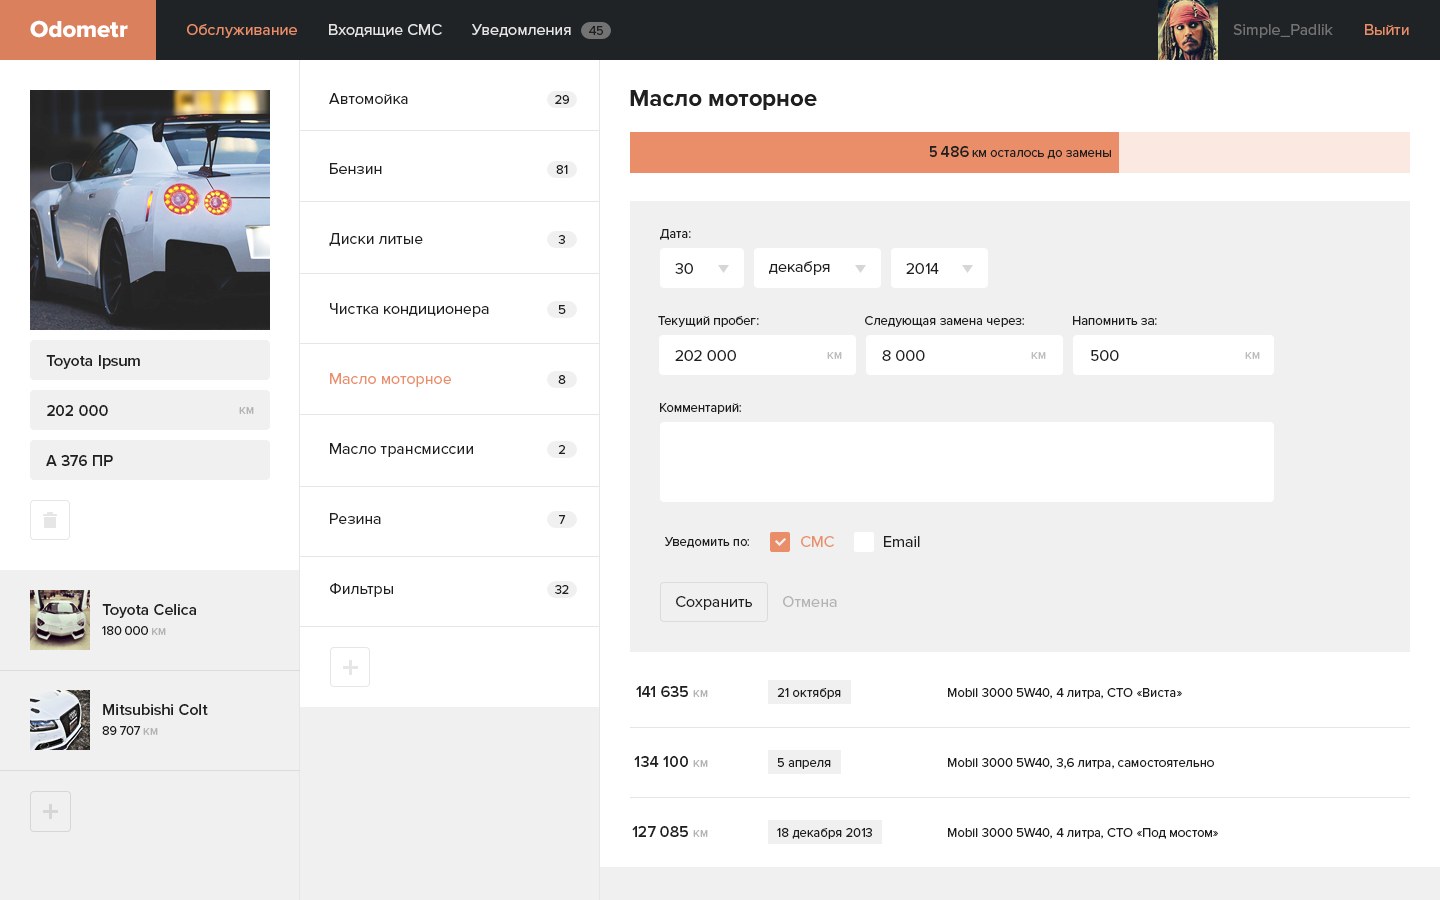 Odometr
Обслуживание
Входящие СМС
Уведомления 45
Simple_Padlik
Выйти
Toyota Ipsum
202 000 км
А 376 ПР
Toyota Celica
180 000 км
Mitsubishi Colt
89 707 км
Автомойка 29
Бензин 81
Диски литые 3
Чистка кондиционера 5
Масло моторное 8
Масло трансмиссии 2
Резина 7
Фильтры 32
Масло моторное
5 486 км осталось до замены
Дата:
30 декабря 2014
Текущий пробег: Следующая замена через: Напомнить за:
202 000 км 8 000 км 500 км
Комментарий:
Уведомить по: СМС Email
Сохранить Отмена
141 635 км 21 октября Mobil 3000 5W40, 4 литра, СТО «Виста»
134 100 км 5 апреля Mobil 3000 5W40, 3,6 литра, самостоятельно
127 085 км 18 декабря 2013 Mobil 3000 5W40, 4 литра, СТО «Под мостом»